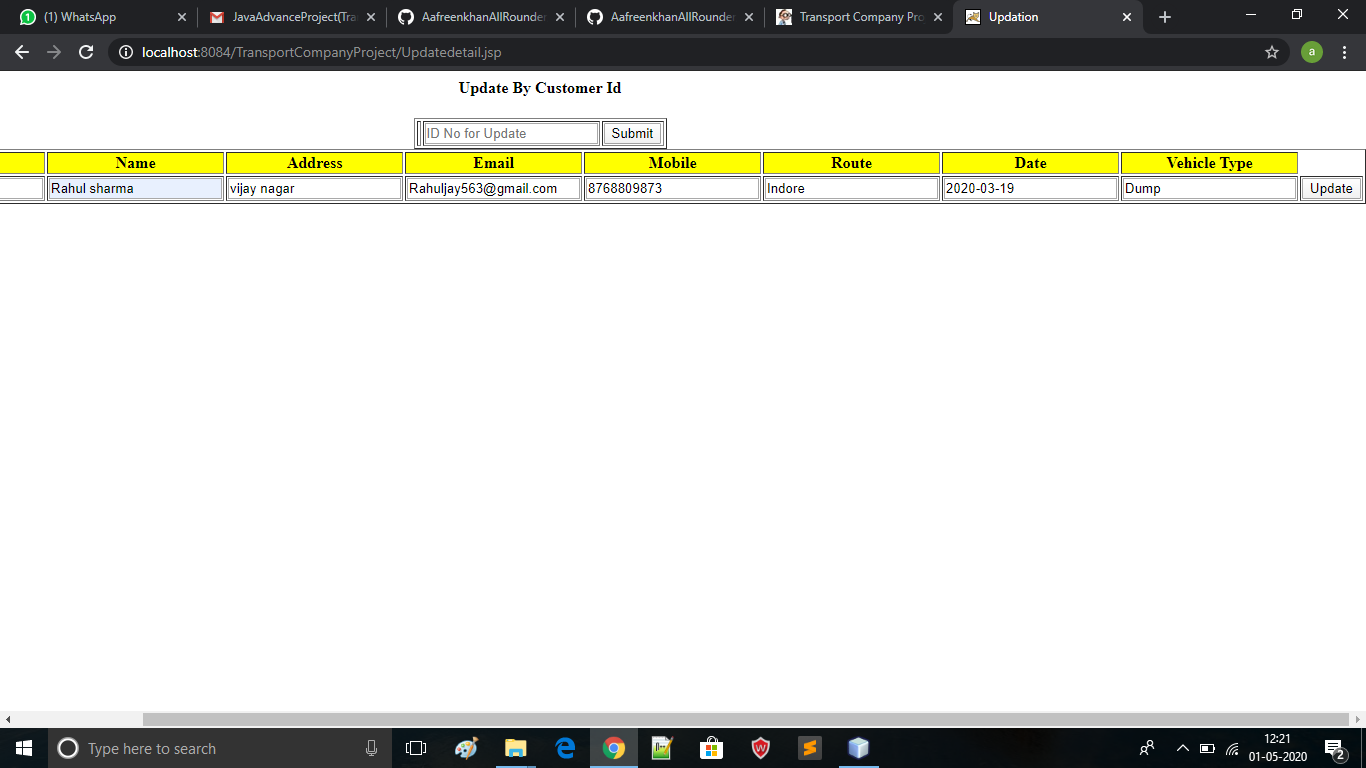 (1) WhatsApp
JavaAdvanceProject(Tra
AafreenkhanAllRounder
AafreenkhanAllRounder
Transport Company Pro
Updation
localhost:8084/TransportCompanyProject/Updatedetail.jsp
a
Update By Customer Id
ID No for Update Submit
Name Address Email Mobile Route Date Vehicle Type
Rahul sharma vijay nagar Rahuljay563@gmail.com 8768809873 Indore 2020-03-19 Dump Update
Type here to search
12:21
01-05-2020
2